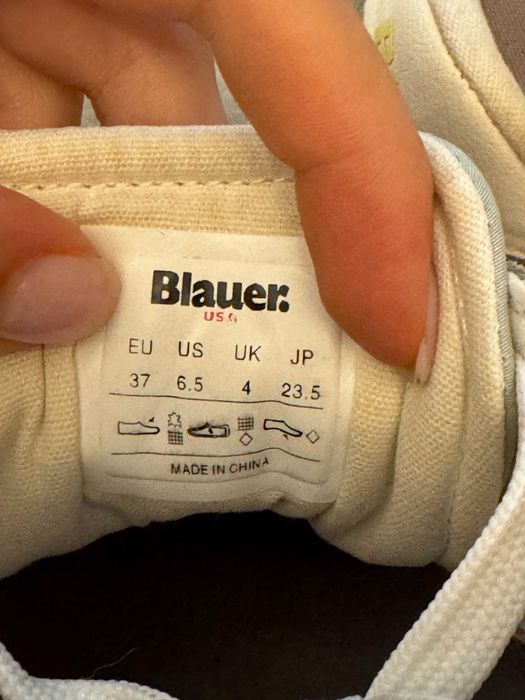 Blauer.
USA
EU US UK JP
37 6.5 4 23.5
MADE IN CHINA